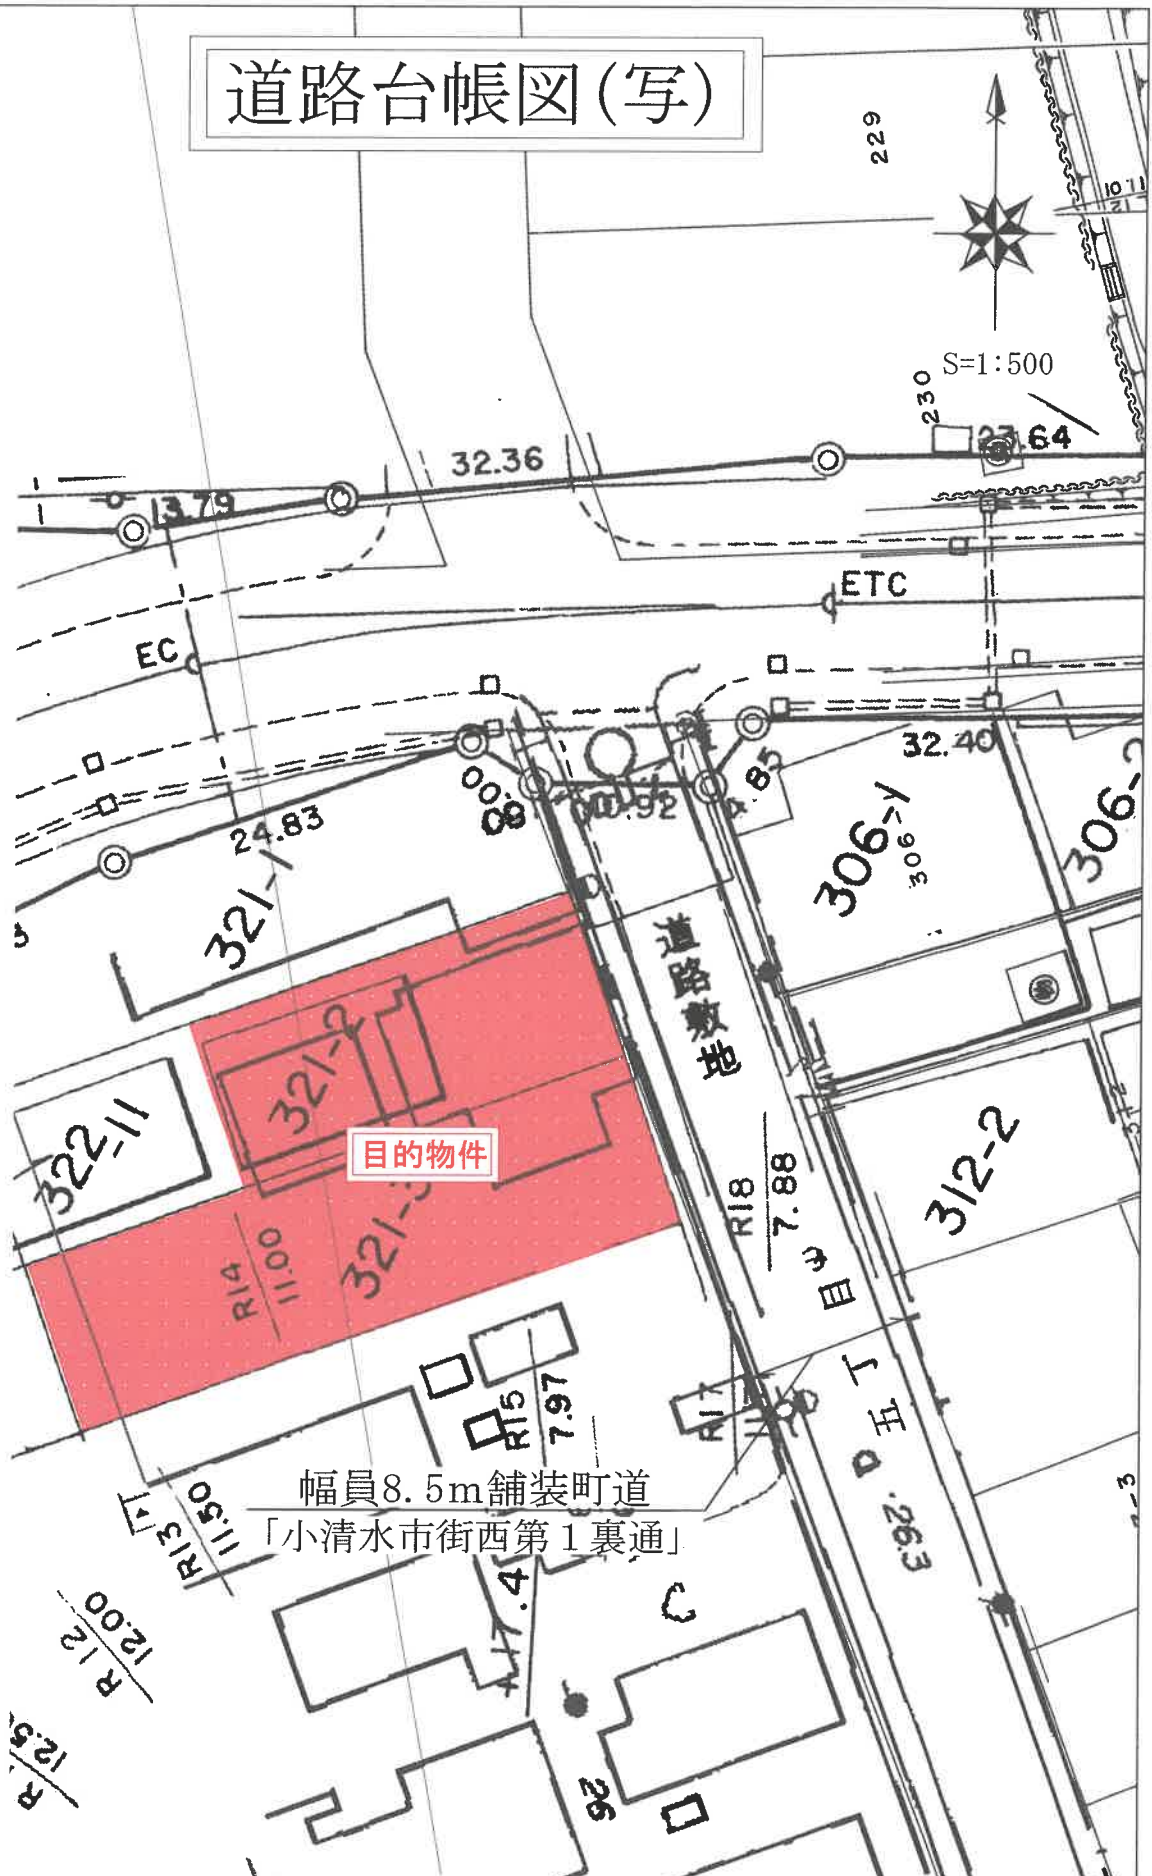 道路台帳図(写)
229
S=1:500
230
32.36
13.79
ETC
EC
32.40
24.83
321-1
306-1
306
道路敷地
321-2
322-11
目的物件
312-2
R18
7.88
R14
11.00
目
丁
五
R15
7.97
R17
幅員8.5m舗装町道
「小清水市街西第1裏通」
R13
11.50
R12
12.00
D
26.3
26